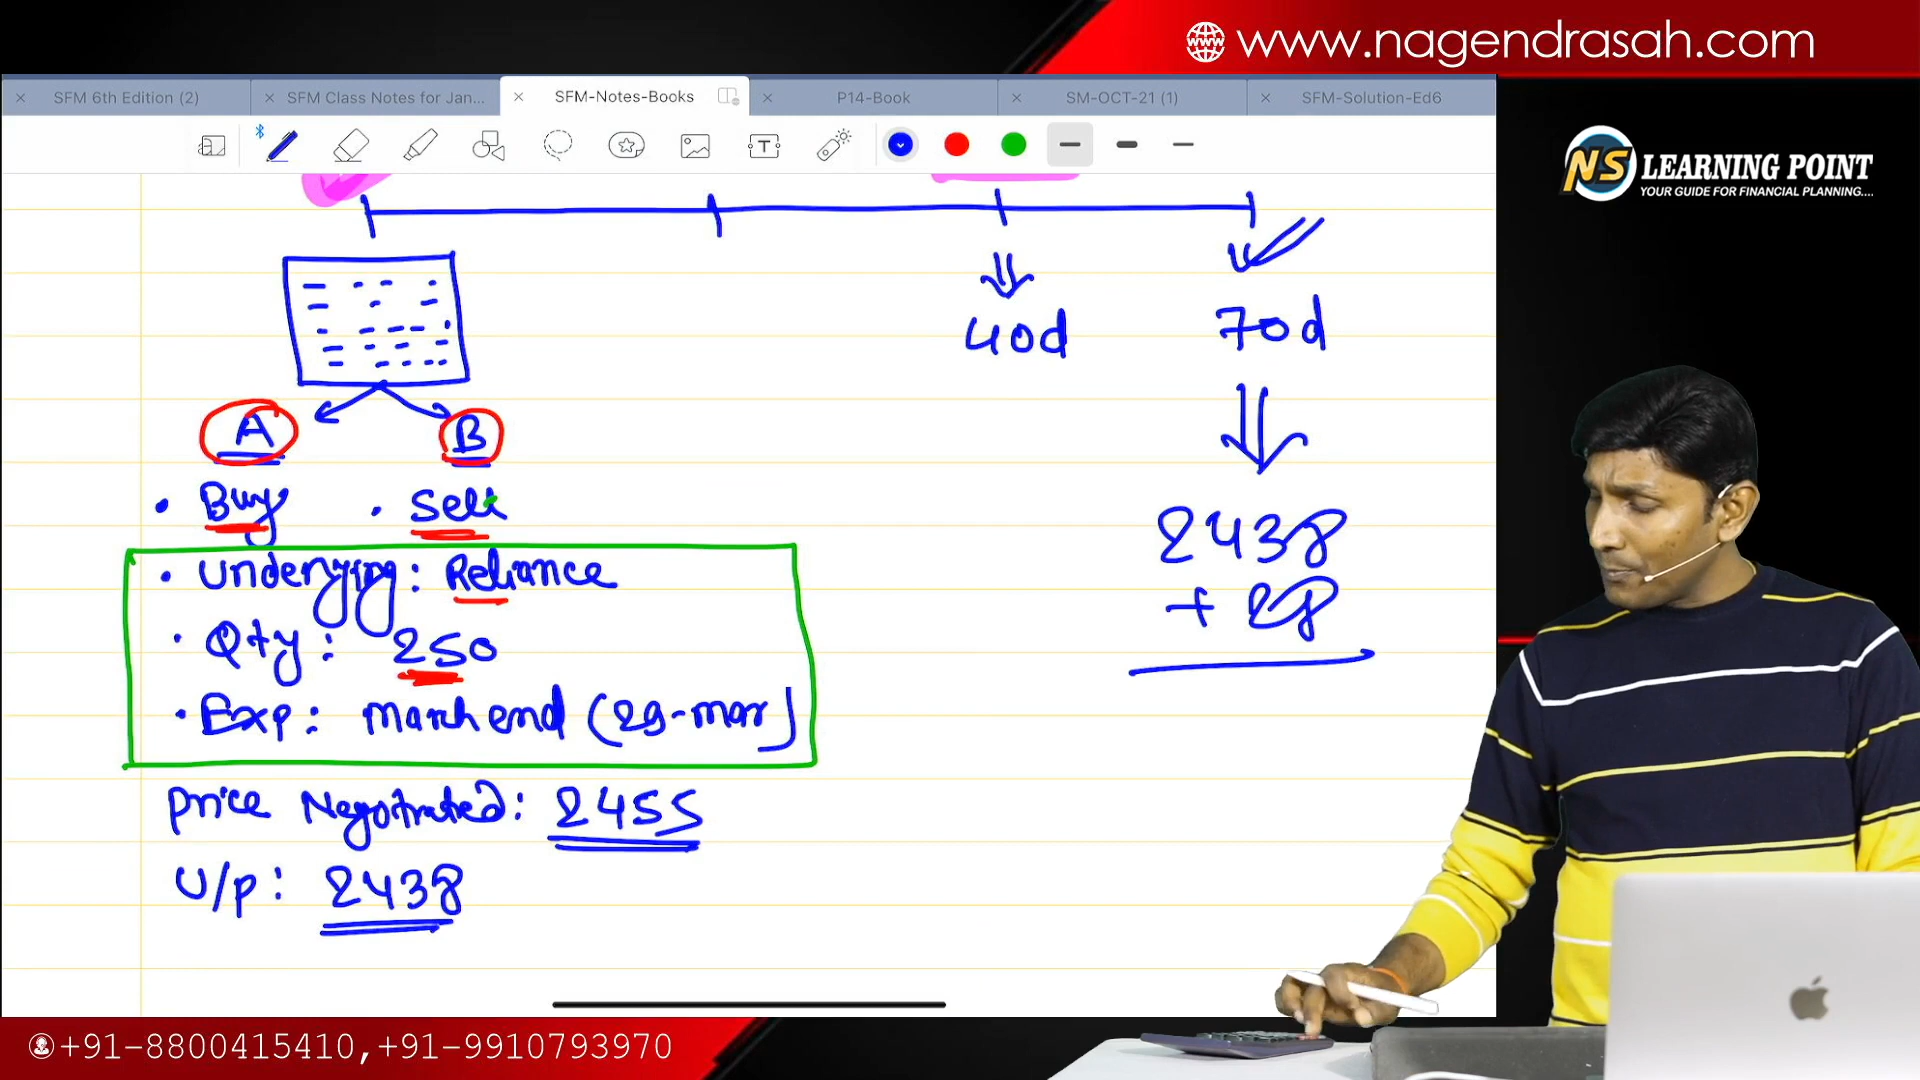 www.nagendrasah.com
SFM 6th Edition (2)
SFM Class Notes for Jan...
SFM-Notes-Books
P14-Book
SM-OCT-21 (1)
SFM-Solution-Ed6
T
NS LEARNING POINT
YOUR GUIDE FOR FINANCIAL PLANNING....
40d
70d
A
B
• Buy
• Sell
• Underlying: Reliance
• Qty: 250
• Exp: March end (29-mar)
Price Negotiated: 2455
U/p: 2438
2438
+ 28
+91-8800415410,+91-9910793970